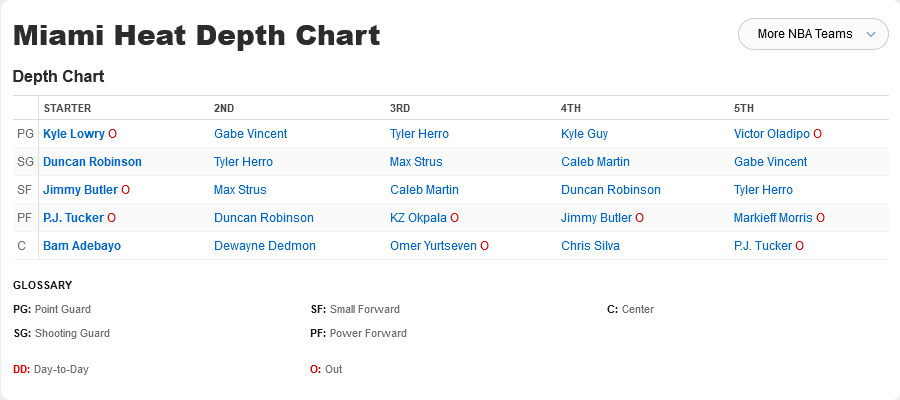 Miami Heat Depth Chart
More NBA Teams
Depth Chart
STARTER 2ND 3RD 4TH 5TH
PG Kyle Lowry O Gabe Vincent Tyler Herro Kyle Guy Victor Oladipo O
SG Duncan Robinson Tyler Herro Max Strus Caleb Martin Gabe Vincent
SF Jimmy Butler O Max Strus Caleb Martin Duncan Robinson Tyler Herro
PF P.J. Tucker O Duncan Robinson KZ Okpala O Jimmy Butler O Markieff Morris O
C Bam Adebayo Dewayne Dedmon Omer Yurtseven O Chris Silva P.J. Tucker O
GLOSSARY
PG: Point Guard SF: Small Forward C: Center
SG: Shooting Guard PF: Power Forward
DD: Day-to-Day O: Out